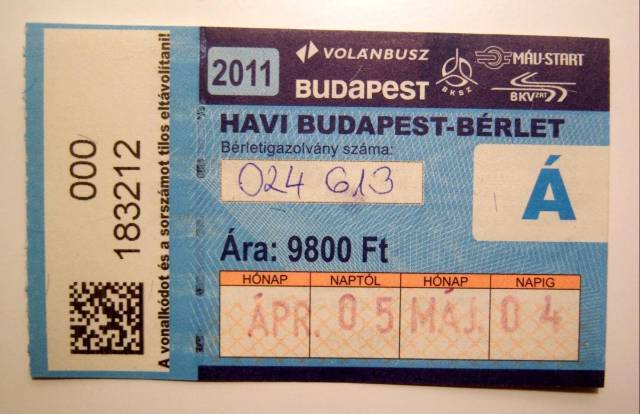 A vonalkódot és a sorszámot tilos eltávolítani!
000
183212
2011
VOLÁNBUSZ
MÁV-START
BUDAPEST
BKSZ
BKV ZRT
HAVI BUDAPEST-BÉRLET
Bérletigazolvány száma:
024 613
Á
Ára: 9800 Ft
HÓNAP NAPTÓL HÓNAP NAPIG
ÁPR. 05 MÁJ. 04